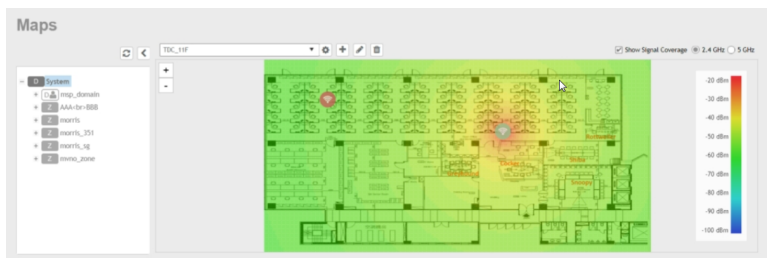 Maps
TDC_11F
Show Signal Coverage 2.4 GHz 5 GHz
+
-
D System
D msp_domain
Z AAA<br>BBB
Z morris
Z morris_351
Z morris_sg
Z mvno_zone
-20 dBm
-30 dBm
-40 dBm
-50 dBm
-60 dBm
-70 dBm
-80 dBm
-90 dBm
-100 dBm